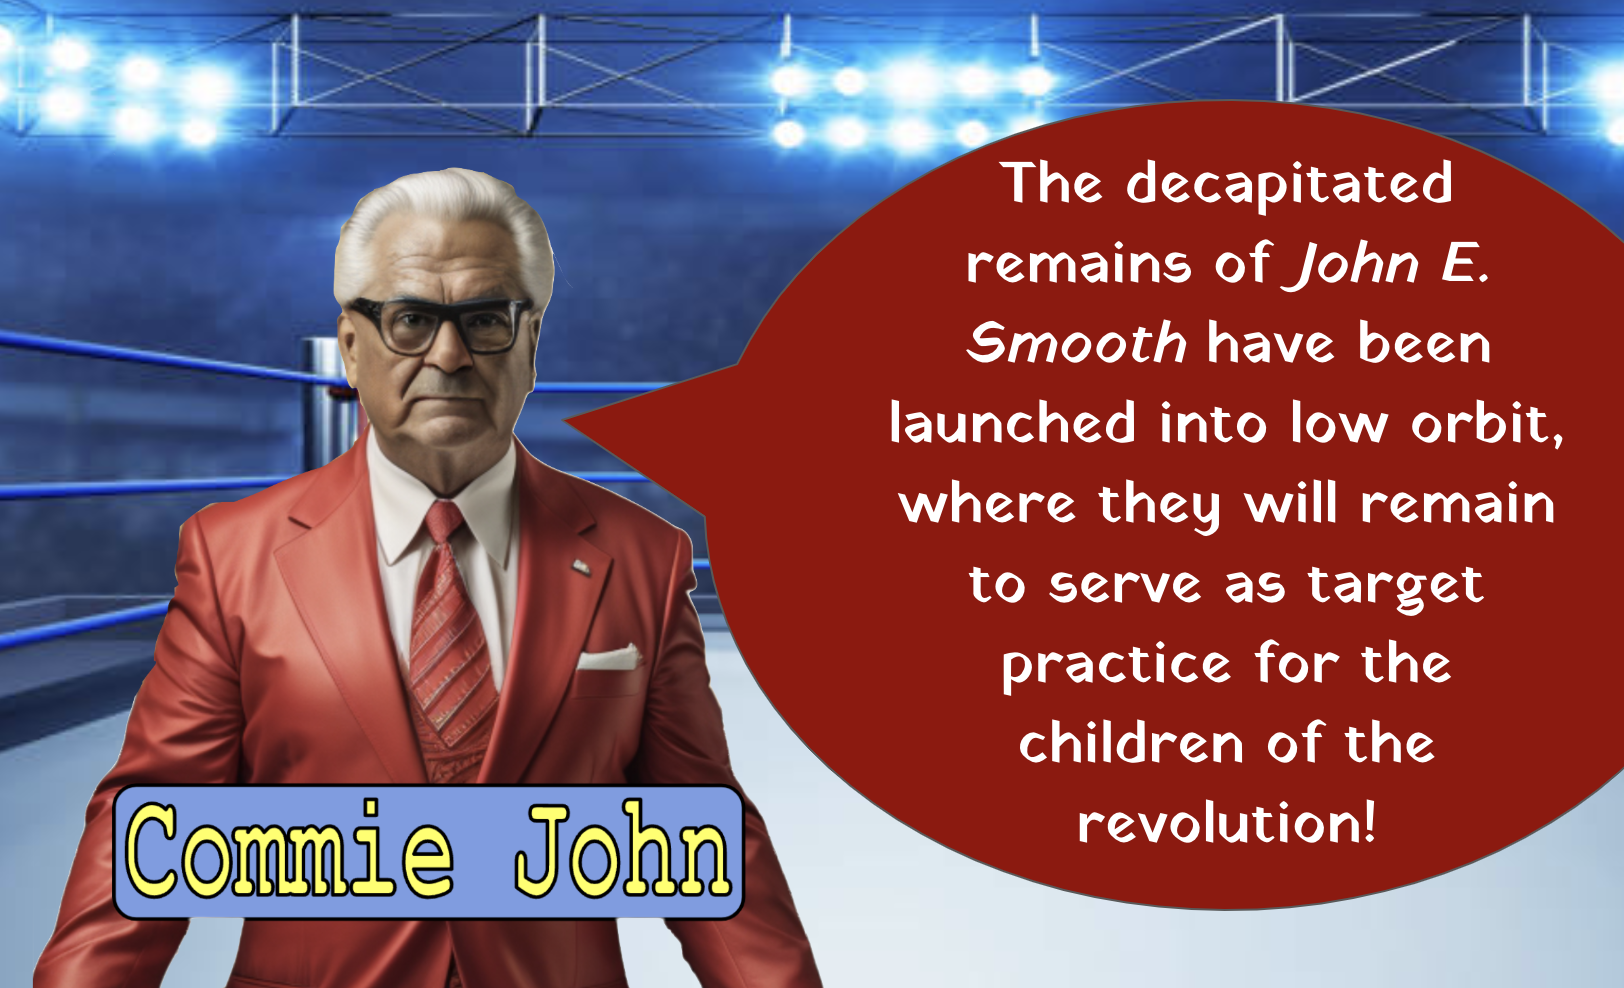 The decapitated
remains of John E.
Smooth have been
launched into low orbit,
where they will remain
to serve as target
practice for the
children of the
revolution!
Commie John